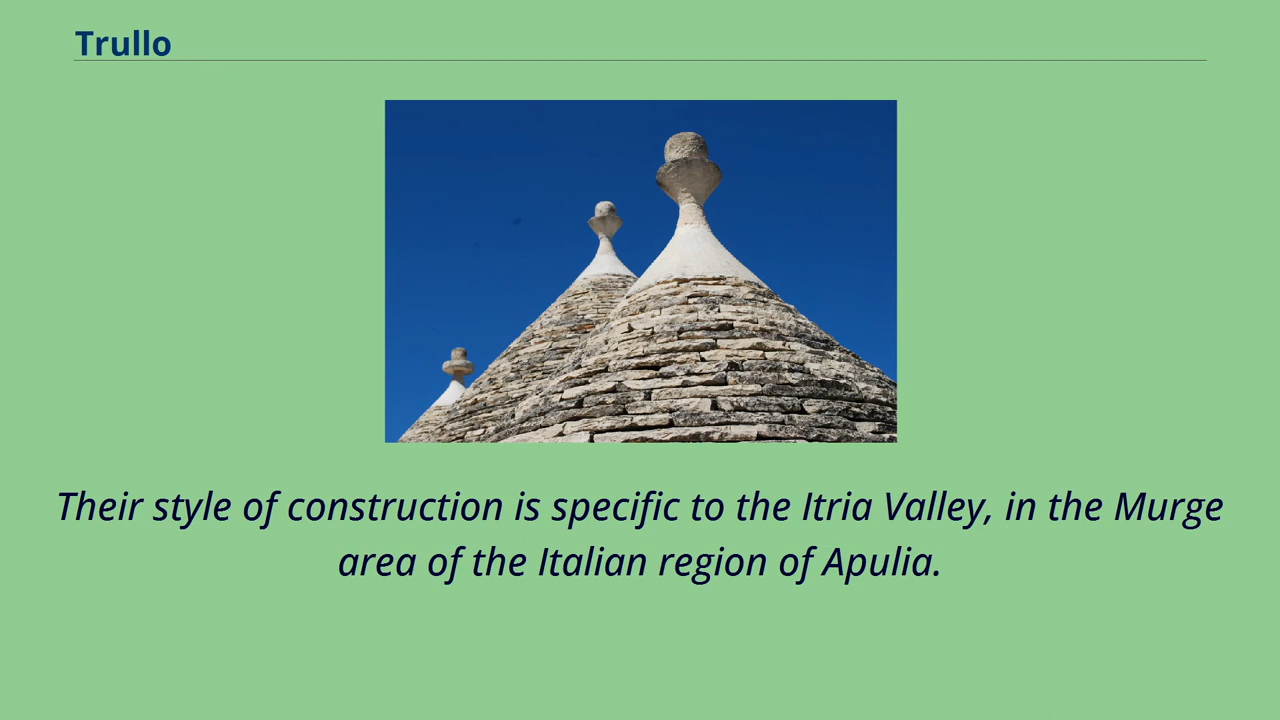 Trullo
Their style of construction is specific to the Itria Valley, in the Murge
area of the Italian region of Apulia.